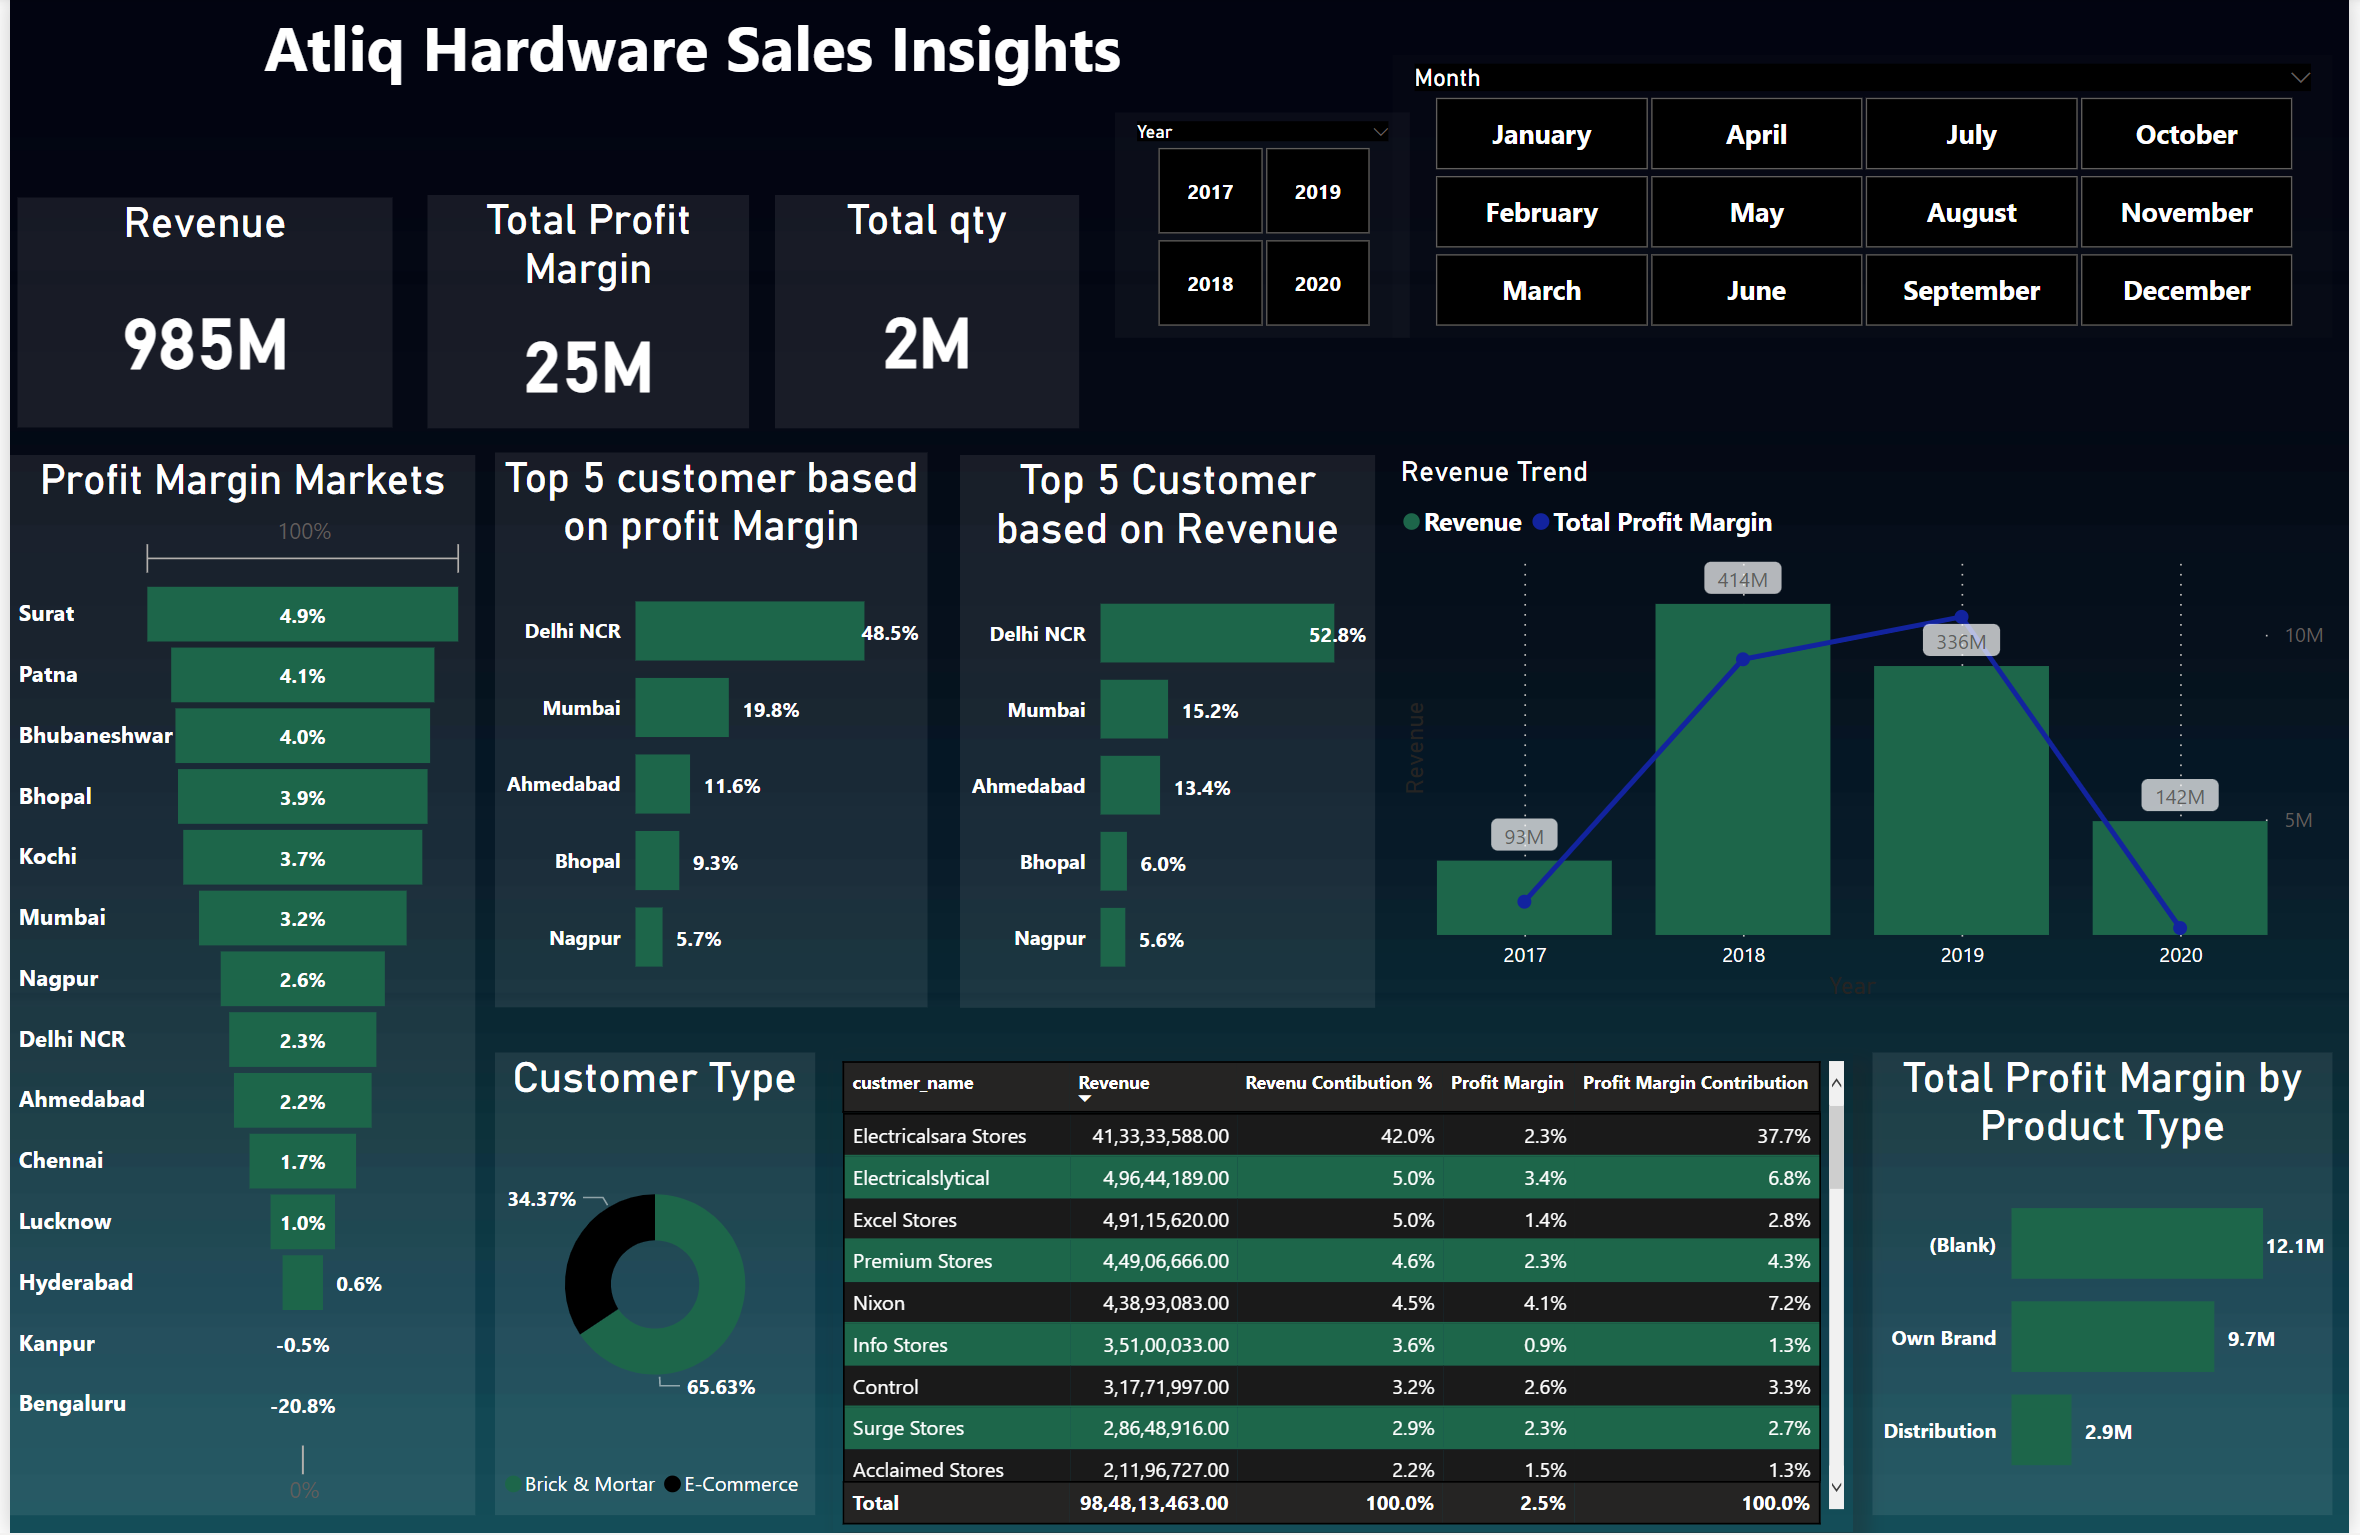 Atliq Hardware Sales Insights
Month
January April July October
February May August November
March June September December
Year
2017 2019
2018 2020
Revenue
985M
Total Profit
Margin
25M
Total qty
2M
Profit Margin Markets
100%
Surat 4.9%
Patna 4.1%
Bhubaneshwar 4.0%
Bhopal 3.9%
Kochi 3.7%
Mumbai 3.2%
Nagpur 2.6%
Delhi NCR 2.3%
Ahmedabad 2.2%
Chennai 1.7%
Lucknow 1.0%
Hyderabad 0.6%
Kanpur -0.5%
Bengaluru -20.8%
0%
Top 5 customer based
on profit Margin
Delhi NCR 48.5%
Mumbai 19.8%
Ahmedabad 11.6%
Bhopal 9.3%
Nagpur 5.7%
Top 5 Customer
based on Revenue
Delhi NCR 52.8%
Mumbai 15.2%
Ahmedabad 13.4%
Bhopal 6.0%
Nagpur 5.6%
Revenue Trend
Revenue Total Profit Margin
414M
336M
10M
142M
5M
93M
Revenue
2017 2018 2019 2020
Year
Customer Type
34.37%
65.63%
Brick & Mortar E-Commerce
custmer_name Revenue Revenu Contibution % Profit Margin Profit Margin Contribution
Electricalsara Stores 41,33,33,588.00 42.0% 2.3% 37.7%
Electricalslytical 4,96,44,189.00 5.0% 3.4% 6.8%
Excel Stores 4,91,15,620.00 5.0% 1.4% 2.8%
Premium Stores 4,49,06,666.00 4.6% 2.3% 4.3%
Nixon 4,38,93,083.00 4.5% 4.1% 7.2%
Info Stores 3,51,00,033.00 3.6% 0.9% 1.3%
Control 3,17,71,997.00 3.2% 2.6% 3.3%
Surge Stores 2,86,48,916.00 2.9% 2.3% 2.7%
Acclaimed Stores 2,11,96,727.00 2.2% 1.5% 1.3%
Total 98,48,13,463.00 100.0% 2.5% 100.0%
Total Profit Margin by
Product Type
(Blank) 12.1M
Own Brand 9.7M
Distribution 2.9M